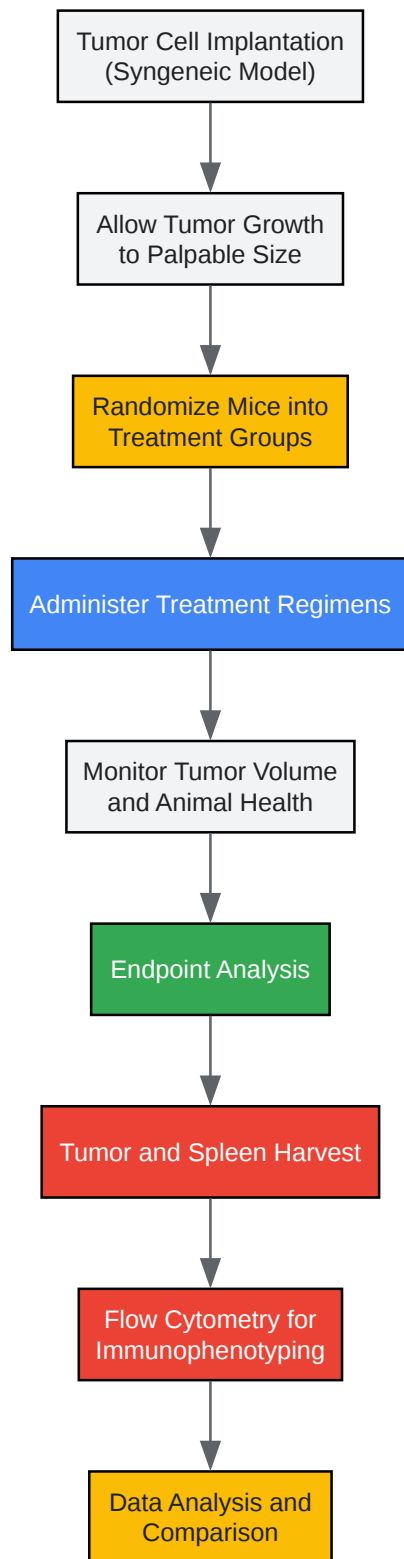 Tumor Cell Implantation
(Syngeneic Model)
Allow Tumor Growth
to Palpable Size
Randomize Mice into
Treatment Groups
Administer Treatment Regimens
Monitor Tumor Volume
and Animal Health
Endpoint Analysis
Tumor and Spleen Harvest
Flow Cytometry for
Immunophenotyping
Data Analysis and
Comparison